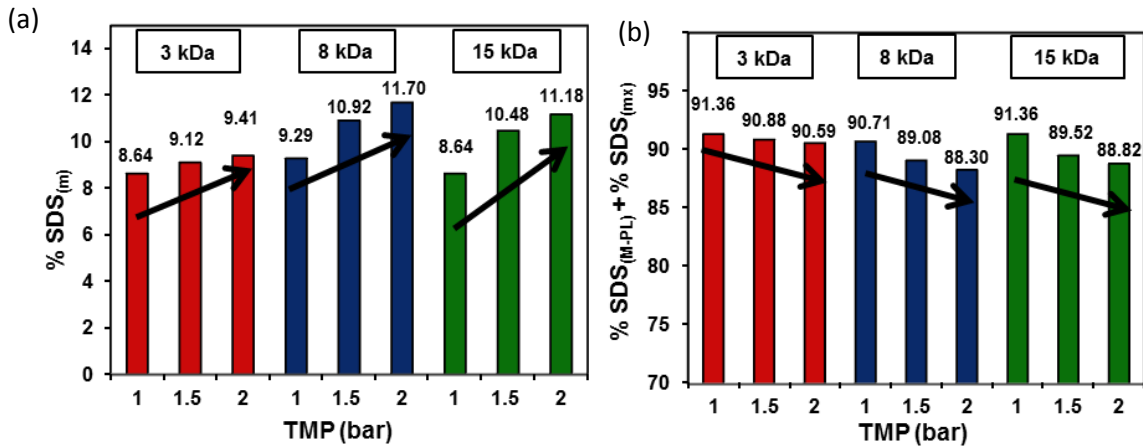 (a)
% SDS(m)
14
12
10
8
6
4
2
0
3 kDa
8 kDa
15 kDa
8.64
9.12
9.41
9.29
10.92
11.70
8.64
10.48
11.18
1 1.5 2 1 1.5 2 1 1.5 2
TMP (bar)
(b)
% SDS(M-PL) + % SDS(mx)
95
90
85
80
75
70
3 kDa
8 kDa
15 kDa
91.36
90.88
90.59
90.71
89.08
88.30
91.36
89.52
88.82
1 1.5 2 1 1.5 2 1 1.5 2
TMP (bar)